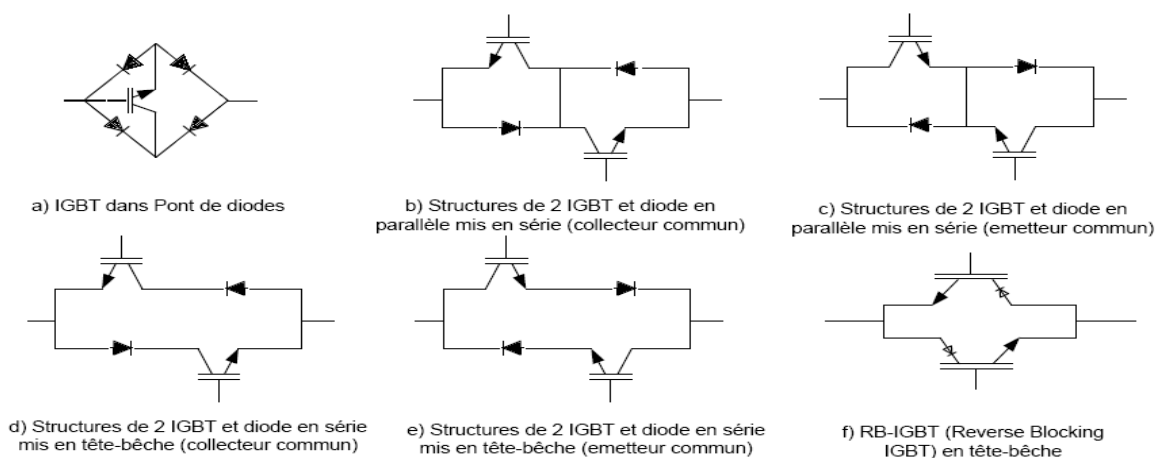 a) IGBT dans Pont de diodes
b) Structures de 2 IGBT et diode en
parallèle mis en série (collecteur commun)
c) Structures de 2 IGBT et diode en
parallèle mis en série (emetteur commun)
d) Structures de 2 IGBT et diode en série
mis en tête-bêche (collecteur commun)
e) Structures de 2 IGBT et diode en série
mis en tête-bêche (emetteur commun)
f) RB-IGBT (Reverse Blocking
IGBT) en tête-bêche